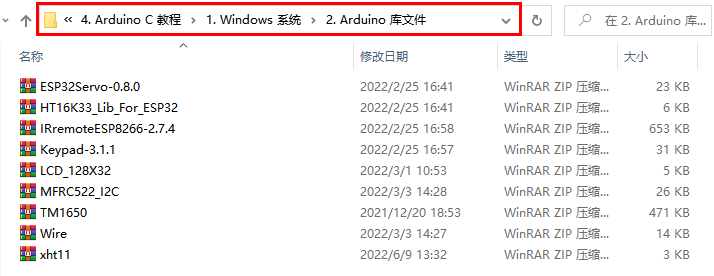 « 4. Arduino C 教程 > 1. Windows 系统 > 2. Arduino 库文件
在 2. Arduino 库...
名称 修改日期 类型 大小
ESP32Servo-0.8.0 2022/2/25 16:41 WinRAR ZIP 压缩... 23 KB
HT16K33_Lib_For_ESP32 2022/2/25 16:41 WinRAR ZIP 压缩... 6 KB
IRremoteESP8266-2.7.4 2022/2/25 16:58 WinRAR ZIP 压缩... 653 KB
Keypad-3.1.1 2022/2/25 16:57 WinRAR ZIP 压缩... 31 KB
LCD_128X32 2022/3/1 10:53 WinRAR ZIP 压缩... 5 KB
MFRC522_I2C 2022/3/3 14:28 WinRAR ZIP 压缩... 26 KB
TM1650 2021/12/20 18:53 WinRAR ZIP 压缩... 471 KB
Wire 2022/3/3 14:27 WinRAR ZIP 压缩... 14 KB
xht11 2022/6/9 13:32 WinRAR ZIP 压缩... 3 KB